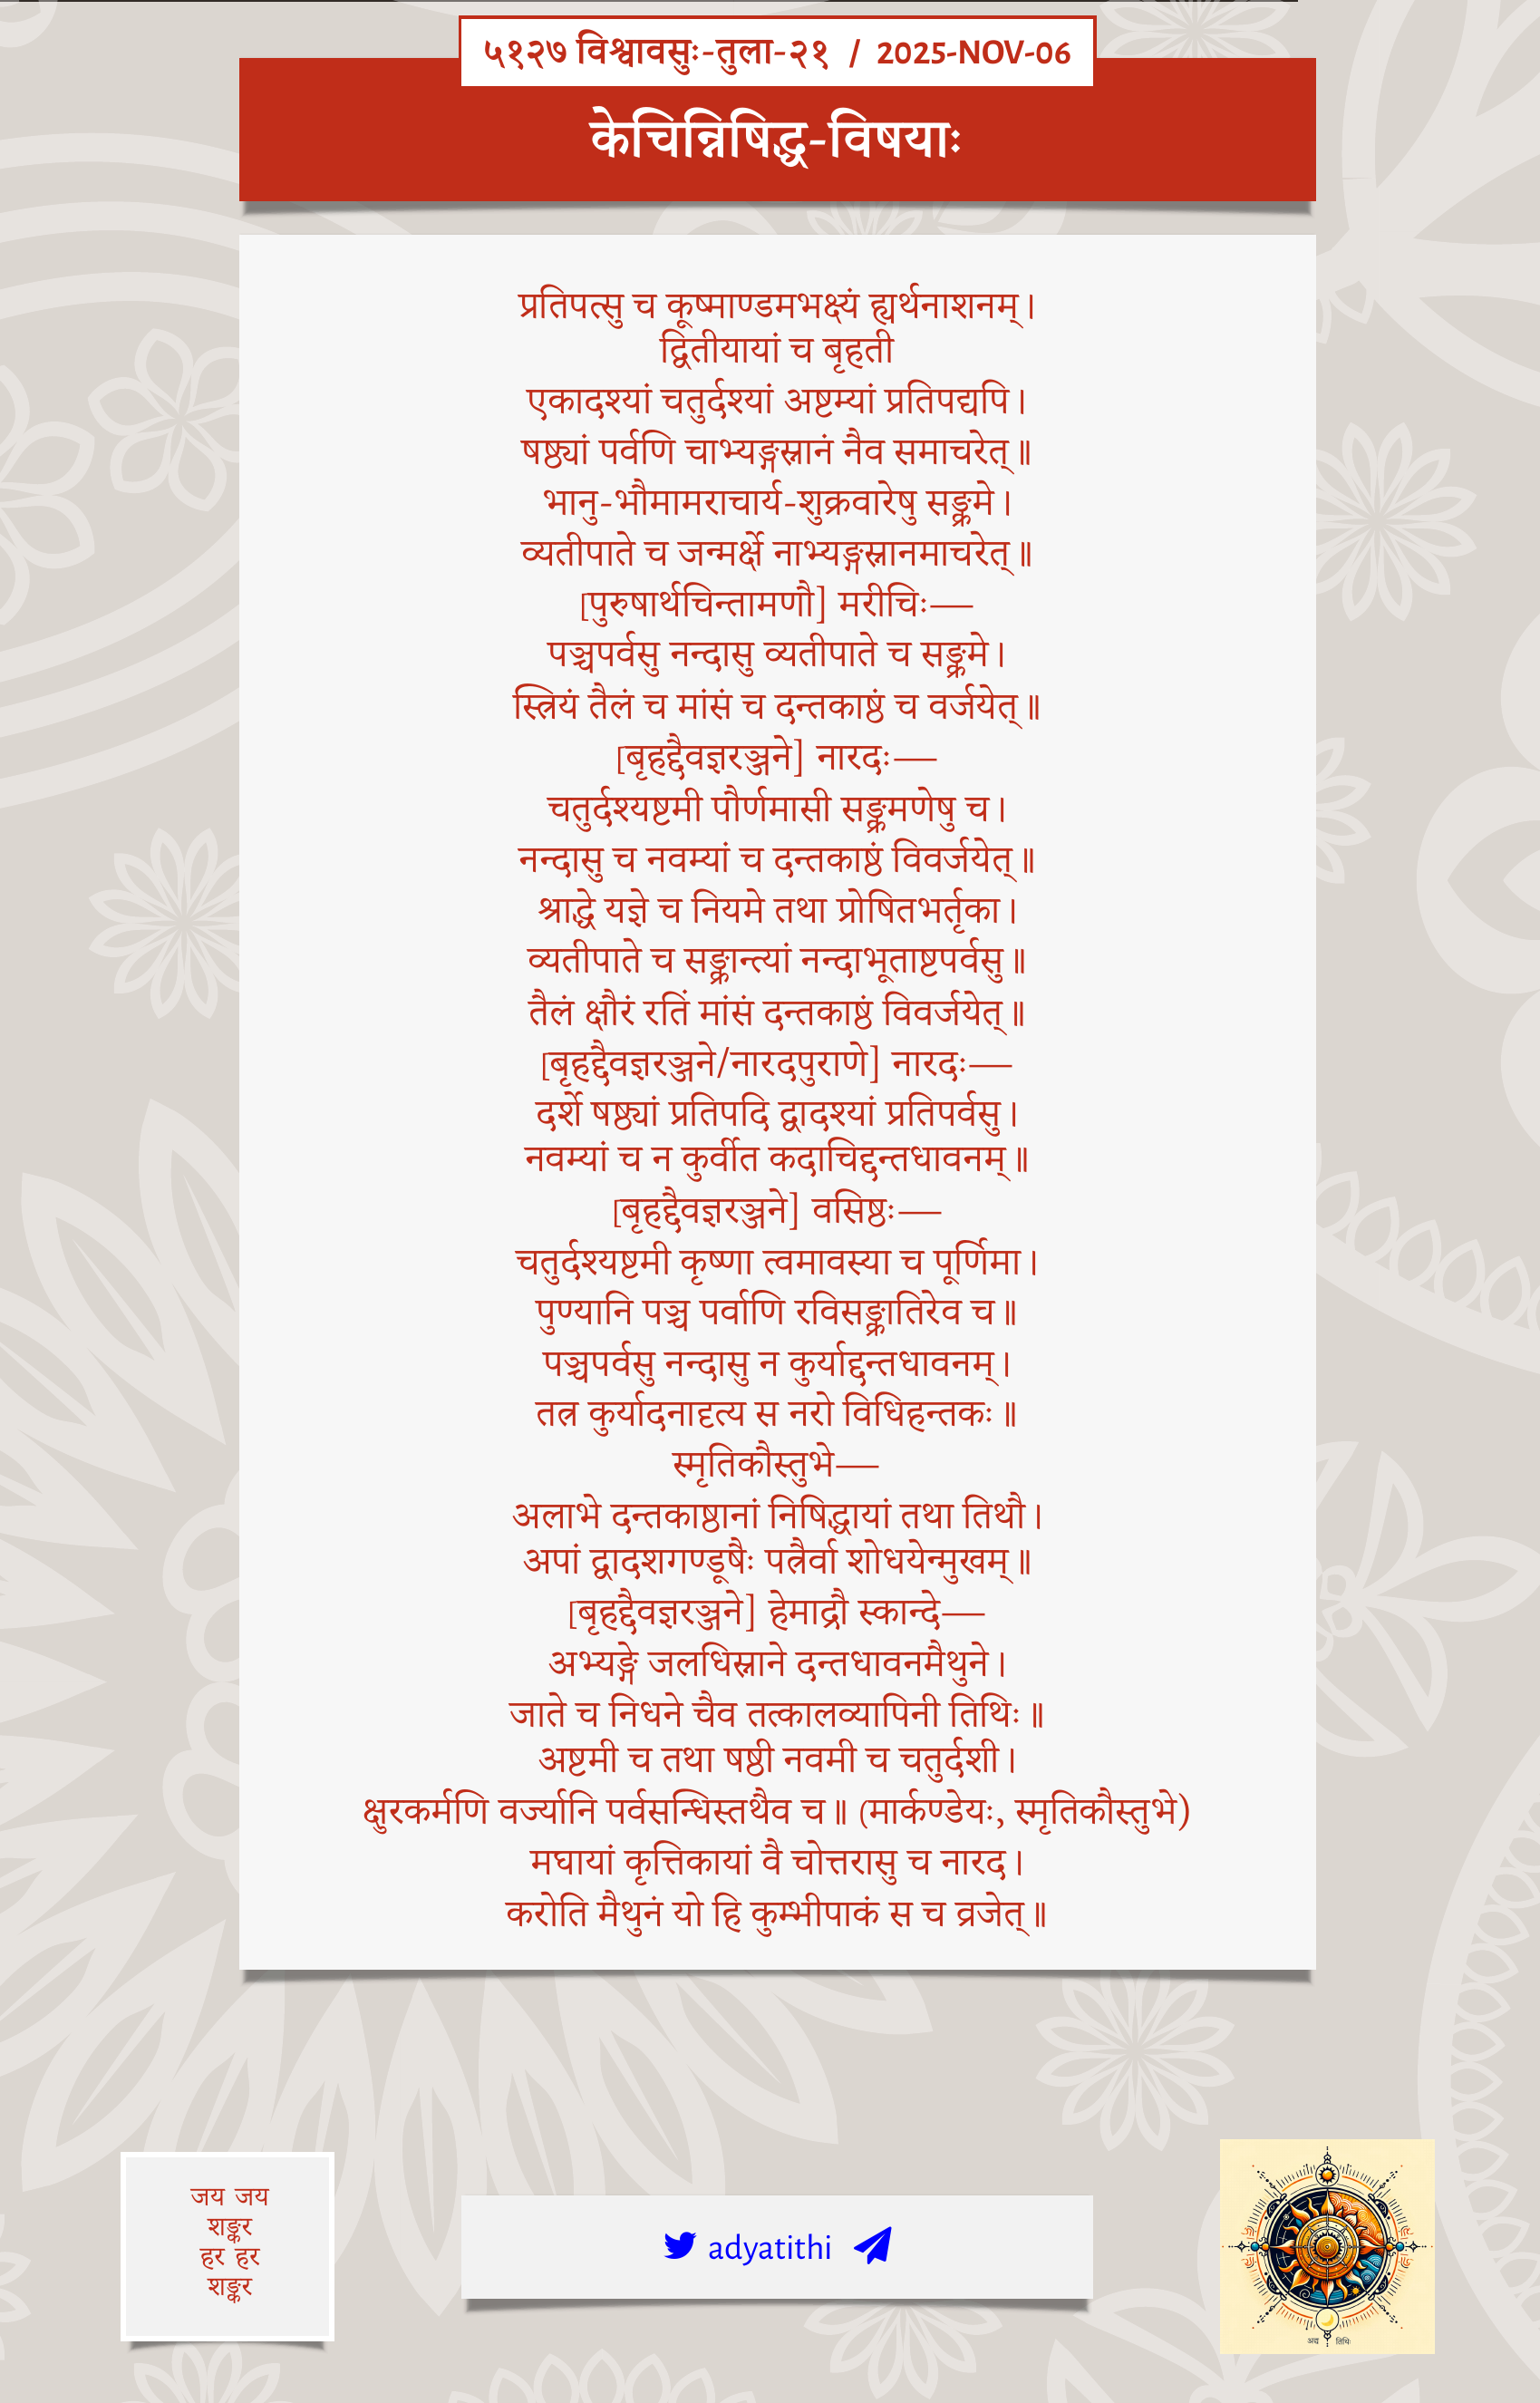 ५१२७ विश्वावसुः-तुला-२१ / 2025-NOV-06
केचिन्निषिद्ध-विषयाः
प्रतिपत्सु च कूष्माण्डमभक्ष्यं ह्यर्थनाशनम्।
द्वितीयायां च बृहती
एकादश्यां चतुर्दश्यां अष्टम्यां प्रतिपद्यपि।
षष्ठ्यां पर्वणि चाभ्यङ्गस्नानं नैव समाचरेत्॥
भानु-भौमामराचार्य-शुक्रवारेषु सङ्क्रमे।
व्यतीपाते च जन्मर्क्षे नाभ्यङ्गस्नानमाचरेत्॥
[पुरुषार्थचिन्तामणौ] मरीचिः—
पञ्चपर्वसु नन्दासु व्यतीपाते च सङ्क्रमे।
स्त्रियं तैलं च मांसं च दन्तकाष्ठं च वर्जयेत्॥
[बृहद्दैवज्ञरञ्जने] नारदः—
चतुर्दश्यष्टमी पौर्णमासी सङ्क्रमणेषु च।
नन्दासु च नवम्यां च दन्तकाष्ठं विवर्जयेत्॥
श्राद्धे यज्ञे च नियमे तथा प्रोषितभर्तृका।
व्यतीपाते च सङ्क्रान्त्यां नन्दाभूताष्टपर्वसु॥
तैलं क्षौरं रतिं मांसं दन्तकाष्ठं विवर्जयेत्॥
[बृहद्दैवज्ञरञ्जने/नारदपुराणे] नारदः—
दर्शे षष्ठ्यां प्रतिपदि द्वादश्यां प्रतिपर्वसु।
नवम्यां च न कुर्वीत कदाचिद्दन्तधावनम्॥
[बृहद्दैवज्ञरञ्जने] वसिष्ठः—
चतुर्दश्यष्टमी कृष्णा त्वमावस्या च पूर्णिमा।
पुण्यानि पञ्च पर्वाणि रविसङ्क्रातिरेव च॥
पञ्चपर्वसु नन्दासु न कुर्याद्दन्तधावनम्।
तत्र कुर्यादनादृत्य स नरो विधिहन्तकः॥
स्मृतिकौस्तुभे—
अलाभे दन्तकाष्ठानां निषिद्धायां तथा तिथौ।
अपां द्वादशगण्डूषैः पत्रैर्वा शोधयेन्मुखम्॥
[बृहद्दैवज्ञरञ्जने] हेमाद्रौ स्कान्दे—
अभ्यङ्गे जलधिस्नाने दन्तधावनमैथुने।
जाते च निधने चैव तत्कालव्यापिनी तिथिः॥
अष्टमी च तथा षष्ठी नवमी च चतुर्दशी।
क्षुरकर्मणि वर्ज्यानि पर्वसन्धिस्तथैव च॥ (मार्कण्डेयः, स्मृतिकौस्तुभे)
मघायां कृत्तिकायां वै चोत्तरासु च नारद।
करोति मैथुनं यो हि कुम्भीपाकं स च व्रजेत्॥
जय जय
शङ्कर
हर हर
शङ्कर
adyatithi
अद्य तिथिः